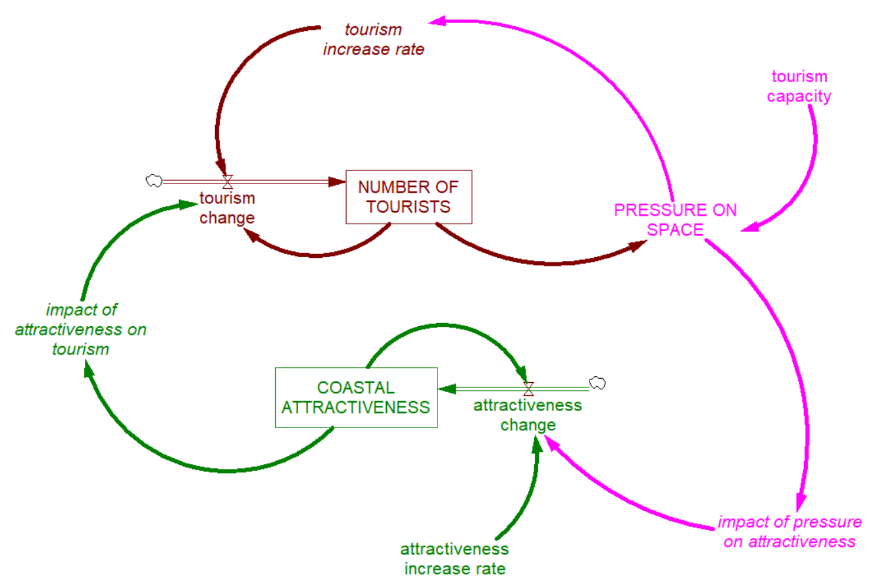 tourism
increase rate
tourism
capacity
tourism
change
NUMBER OF
TOURISTS
PRESSURE ON
SPACE
impact of
attractiveness on
tourism
COASTAL
ATTRACTIVENESS
attractiveness
change
impact of pressure
on attractiveness
attractiveness
increase rate